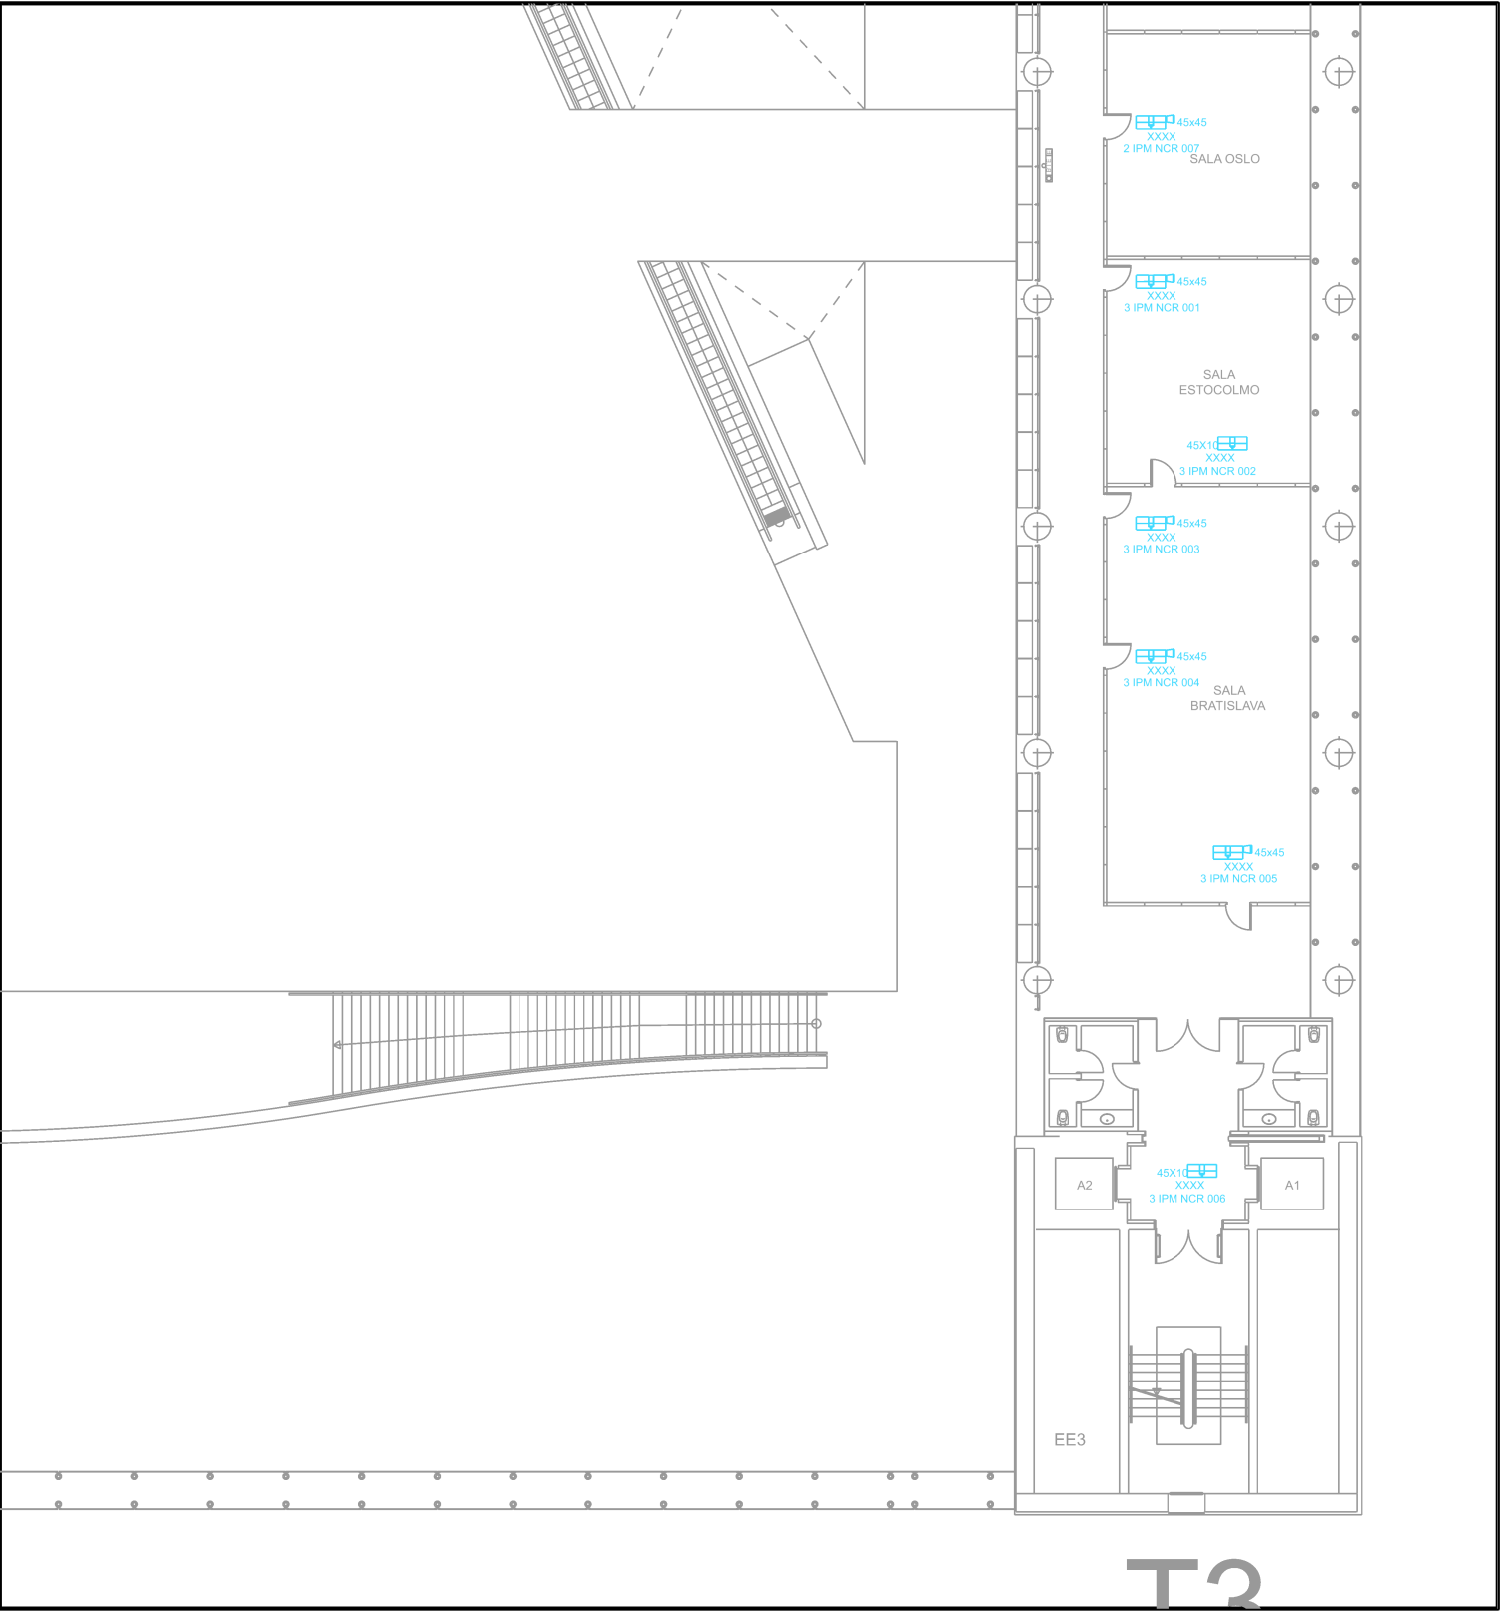 45x45
XXXX
2 IPM NCR 007
SALA OSLO
45x45
XXXX
3 IPM NCR 001
SALA
ESTOCOLMO
45X10
XXXX
3 IPM NCR 002
45x45
XXXX
3 IPM NCR 003
45x45
XXXX
3 IPM NCR 004
SALA
BRATISLAVA
45x45
XXXX
3 IPM NCR 005
45X10
XXXX
3 IPM NCR 006
A2
A1
EE3
T3